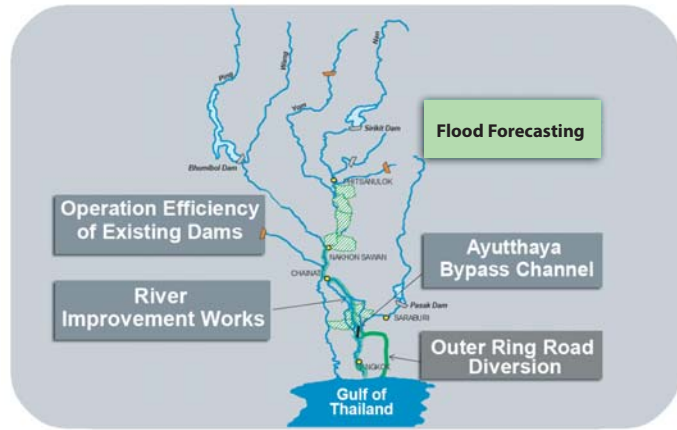 Ping
Wang
Yom
Nan
Flood Forecasting
Sirikit Dam
Bhumibol Dam
PHITSANULOK
Operation Efficiency
of Existing Dams
NAKHON SAWAN
Ayutthaya
Bypass Channel
CHAINAT
River
Improvement Works
Pasak Dam
SARABURI
Outer Ring Road
Diversion
BANGKOK
Gulf of
Thailand